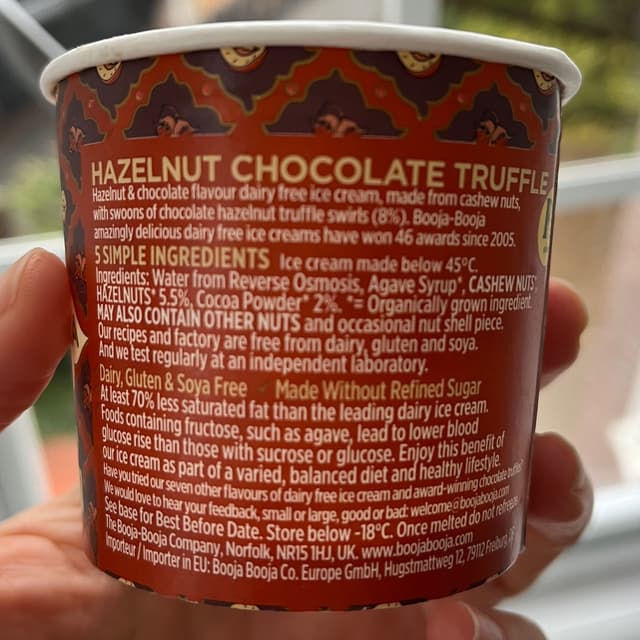 HAZELNUT CHOCOLATE TRUFFLE
Hazelnut & chocolate flavour dairy free ice cream, made from cashew nuts,
with swoons of chocolate hazelnut truffle swirls (8%). Booja-Booja
amazingly delicious dairy free ice creams have won 46 awards since 2005.
5 SIMPLE INGREDIENTS Ice cream made below 45°C.
Ingredients: Water from Reverse Osmosis, Agave Syrup*, CASHEW NUTS*,
HAZELNUTS* 5.5%, Cocoa Powder* 2%. *= Organically grown ingredient.
MAY ALSO CONTAIN OTHER NUTS and occasional nut shell piece.
Our recipes and factory are free from dairy, gluten and soya.
And we test regularly at an independent laboratory.
Dairy, Gluten & Soya Free ✓ Made Without Refined Sugar
At least 70% less saturated fat than the leading dairy ice cream.
Foods containing fructose, such as agave, lead to lower blood
glucose rise than those with sucrose or glucose. Enjoy this benefit of
our ice cream as part of a varied, balanced diet and healthy lifestyle.
Have you tried our seven other flavours of dairy free ice cream and award-winning chocolate truffles?
We would love to hear your feedback, small or large, good or bad: welcome@boojabooja.com
See base for Best Before Date. Store below -18°C. Once melted do not refreeze.
The Booja-Booja Company, Norfolk, NR15 1HJ, UK. www.boojabooja.com
Importeur / Importer in EU: Booja Booja Co. Europe GmbH, Hugstmattweg 12, 79112 Freiburg,